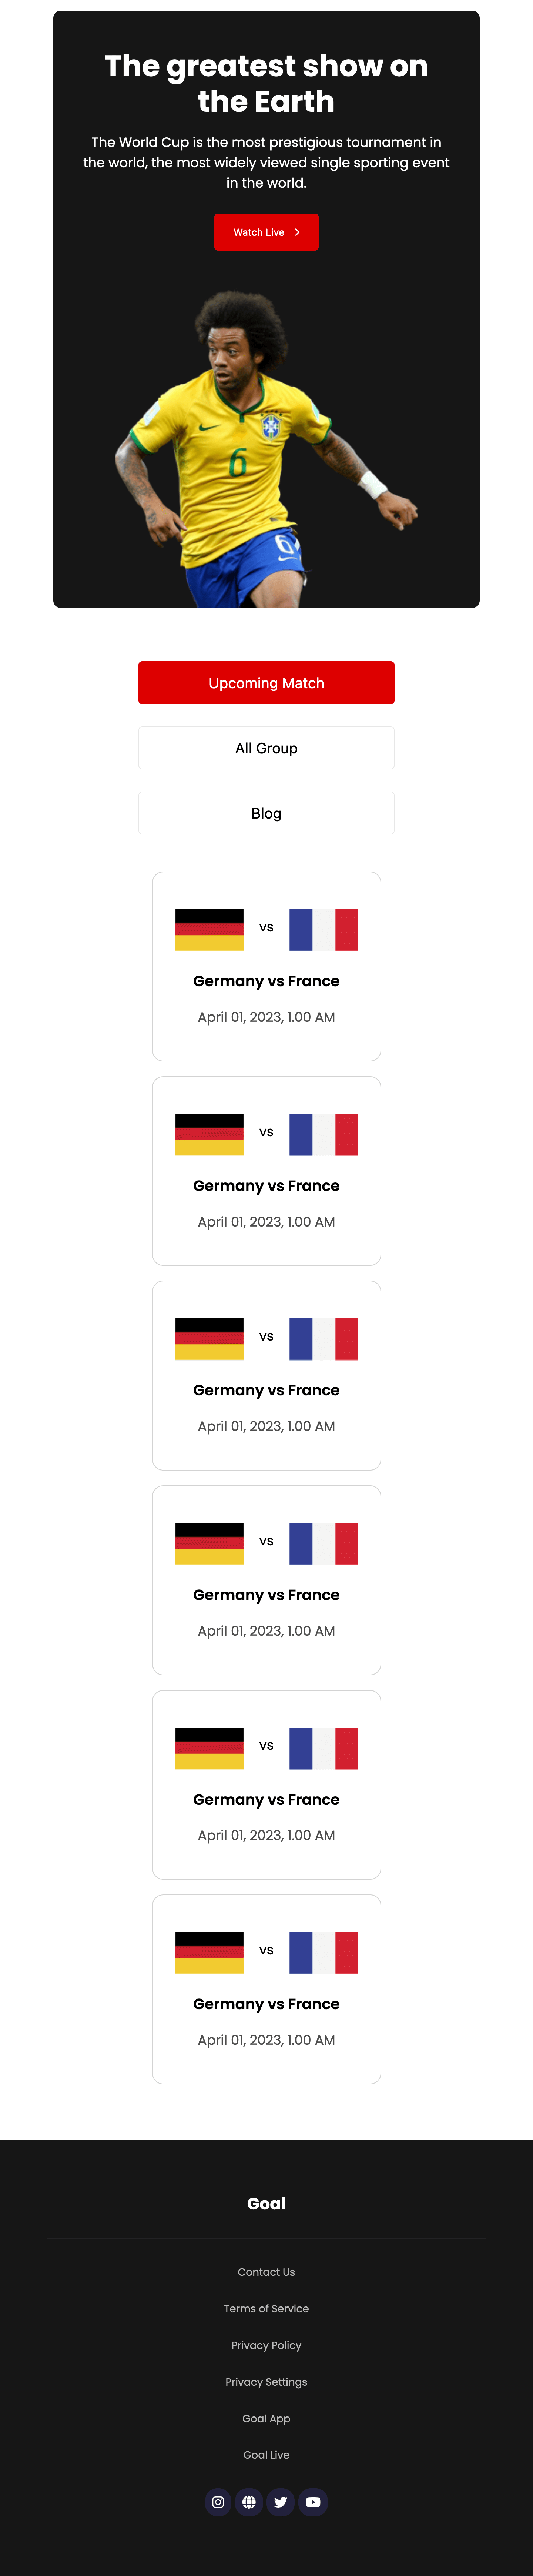 The greatest show on
the Earth
The World Cup is the most prestigious tournament in
the world, the most widely viewed single sporting event
in the world.
Watch Live
6
6
Upcoming Match
All Group
Blog
vs
Germany vs France
April 01, 2023, 1.00 AM
vs
Germany vs France
April 01, 2023, 1.00 AM
vs
Germany vs France
April 01, 2023, 1.00 AM
vs
Germany vs France
April 01, 2023, 1.00 AM
vs
Germany vs France
April 01, 2023, 1.00 AM
vs
Germany vs France
April 01, 2023, 1.00 AM
Goal
Contact Us
Terms of Service
Privacy Policy
Privacy Settings
Goal App
Goal Live